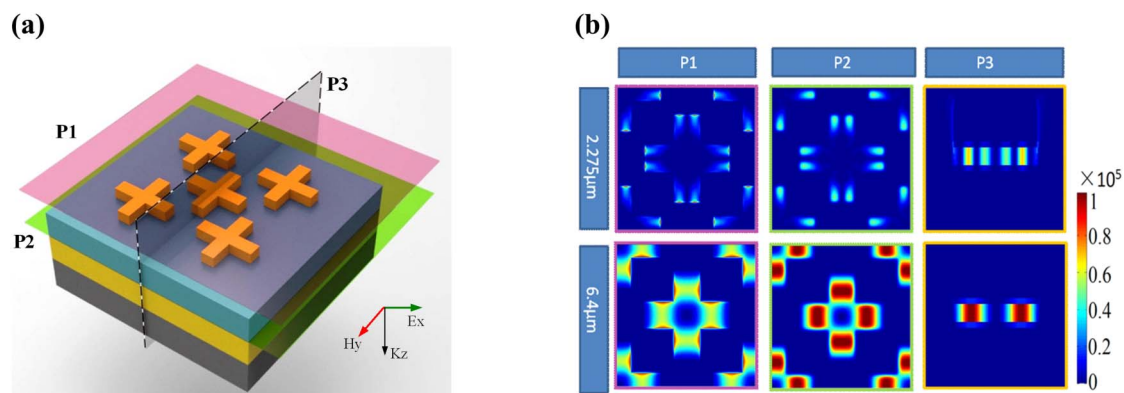 (a)
(b)
P1
P2
P3
Ex
Hy
Kz
P1 P2 P3
2.275μm
6.4μm
×10⁵
1
0.8
0.6
0.4
0.2
0